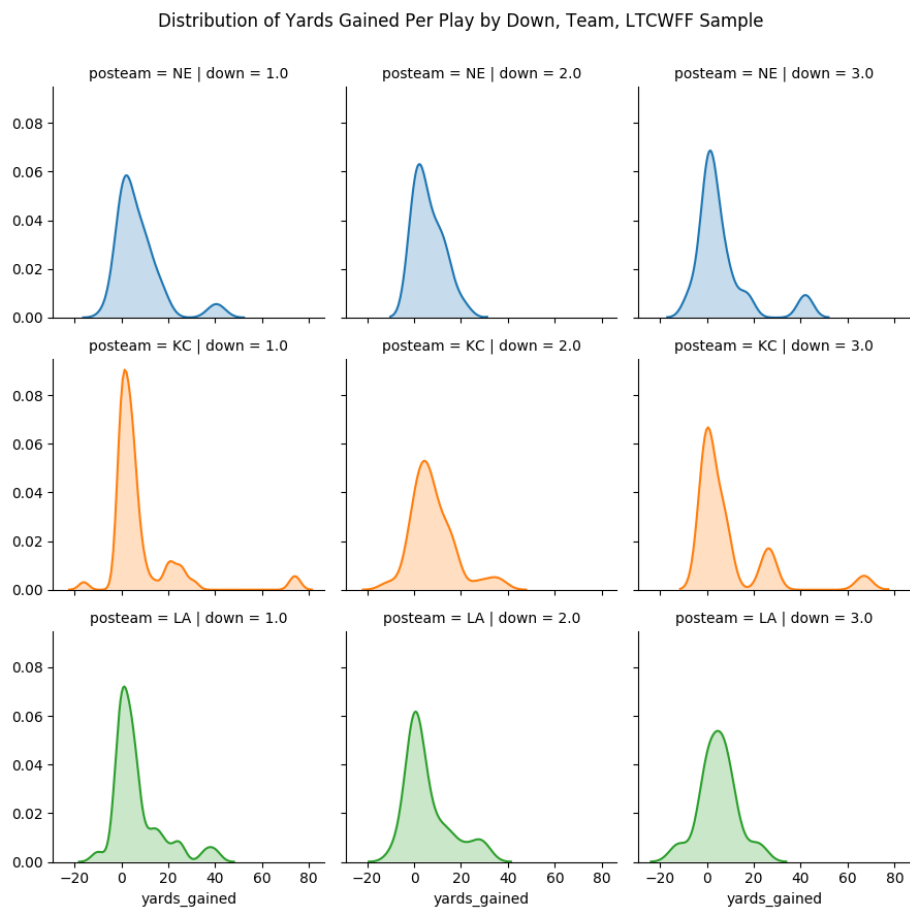 Distribution of Yards Gained Per Play by Down, Team, LTCWFF Sample
posteam = NE | down = 1.0
posteam = NE | down = 2.0
posteam = NE | down = 3.0
0.08
0.06
0.04
0.02
0.00
posteam = KC | down = 1.0
posteam = KC | down = 2.0
posteam = KC | down = 3.0
0.08
0.06
0.04
0.02
0.00
posteam = LA | down = 1.0
posteam = LA | down = 2.0
posteam = LA | down = 3.0
0.08
0.06
0.04
0.02
0.00
−20 0 20 40 60 80
−20 0 20 40 60 80
−20 0 20 40 60 80
yards_gained
yards_gained
yards_gained